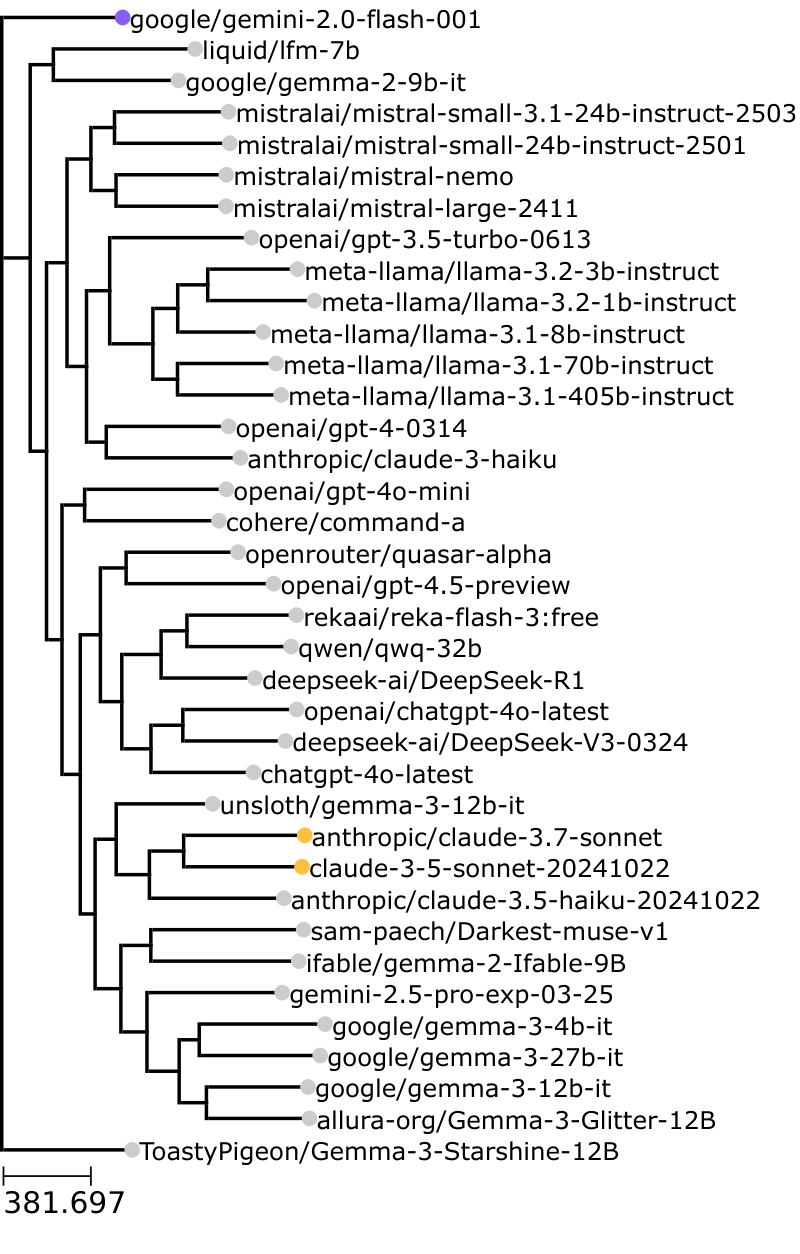 google/gemini-2.0-flash-001
liquid/lfm-7b
google/gemma-2-9b-it
mistralai/mistral-small-3.1-24b-instruct-2503
mistralai/mistral-small-24b-instruct-2501
mistralai/mistral-nemo
mistralai/mistral-large-2411
openai/gpt-3.5-turbo-0613
meta-llama/llama-3.2-3b-instruct
meta-llama/llama-3.2-1b-instruct
meta-llama/llama-3.1-8b-instruct
meta-llama/llama-3.1-70b-instruct
meta-llama/llama-3.1-405b-instruct
openai/gpt-4-0314
anthropic/claude-3-haiku
openai/gpt-4o-mini
cohere/command-a
openrouter/quasar-alpha
openai/gpt-4.5-preview
rekaai/reka-flash-3:free
qwen/qwq-32b
deepseek-ai/DeepSeek-R1
openai/chatgpt-4o-latest
deepseek-ai/DeepSeek-V3-0324
chatgpt-4o-latest
unsloth/gemma-3-12b-it
anthropic/claude-3.7-sonnet
claude-3-5-sonnet-20241022
anthropic/claude-3.5-haiku-20241022
sam-paech/Darkest-muse-v1
ifable/gemma-2-Ifable-9B
gemini-2.5-pro-exp-03-25
google/gemma-3-4b-it
google/gemma-3-27b-it
google/gemma-3-12b-it
allura-org/Gemma-3-Glitter-12B
ToastyPigeon/Gemma-3-Starshine-12B
381.697